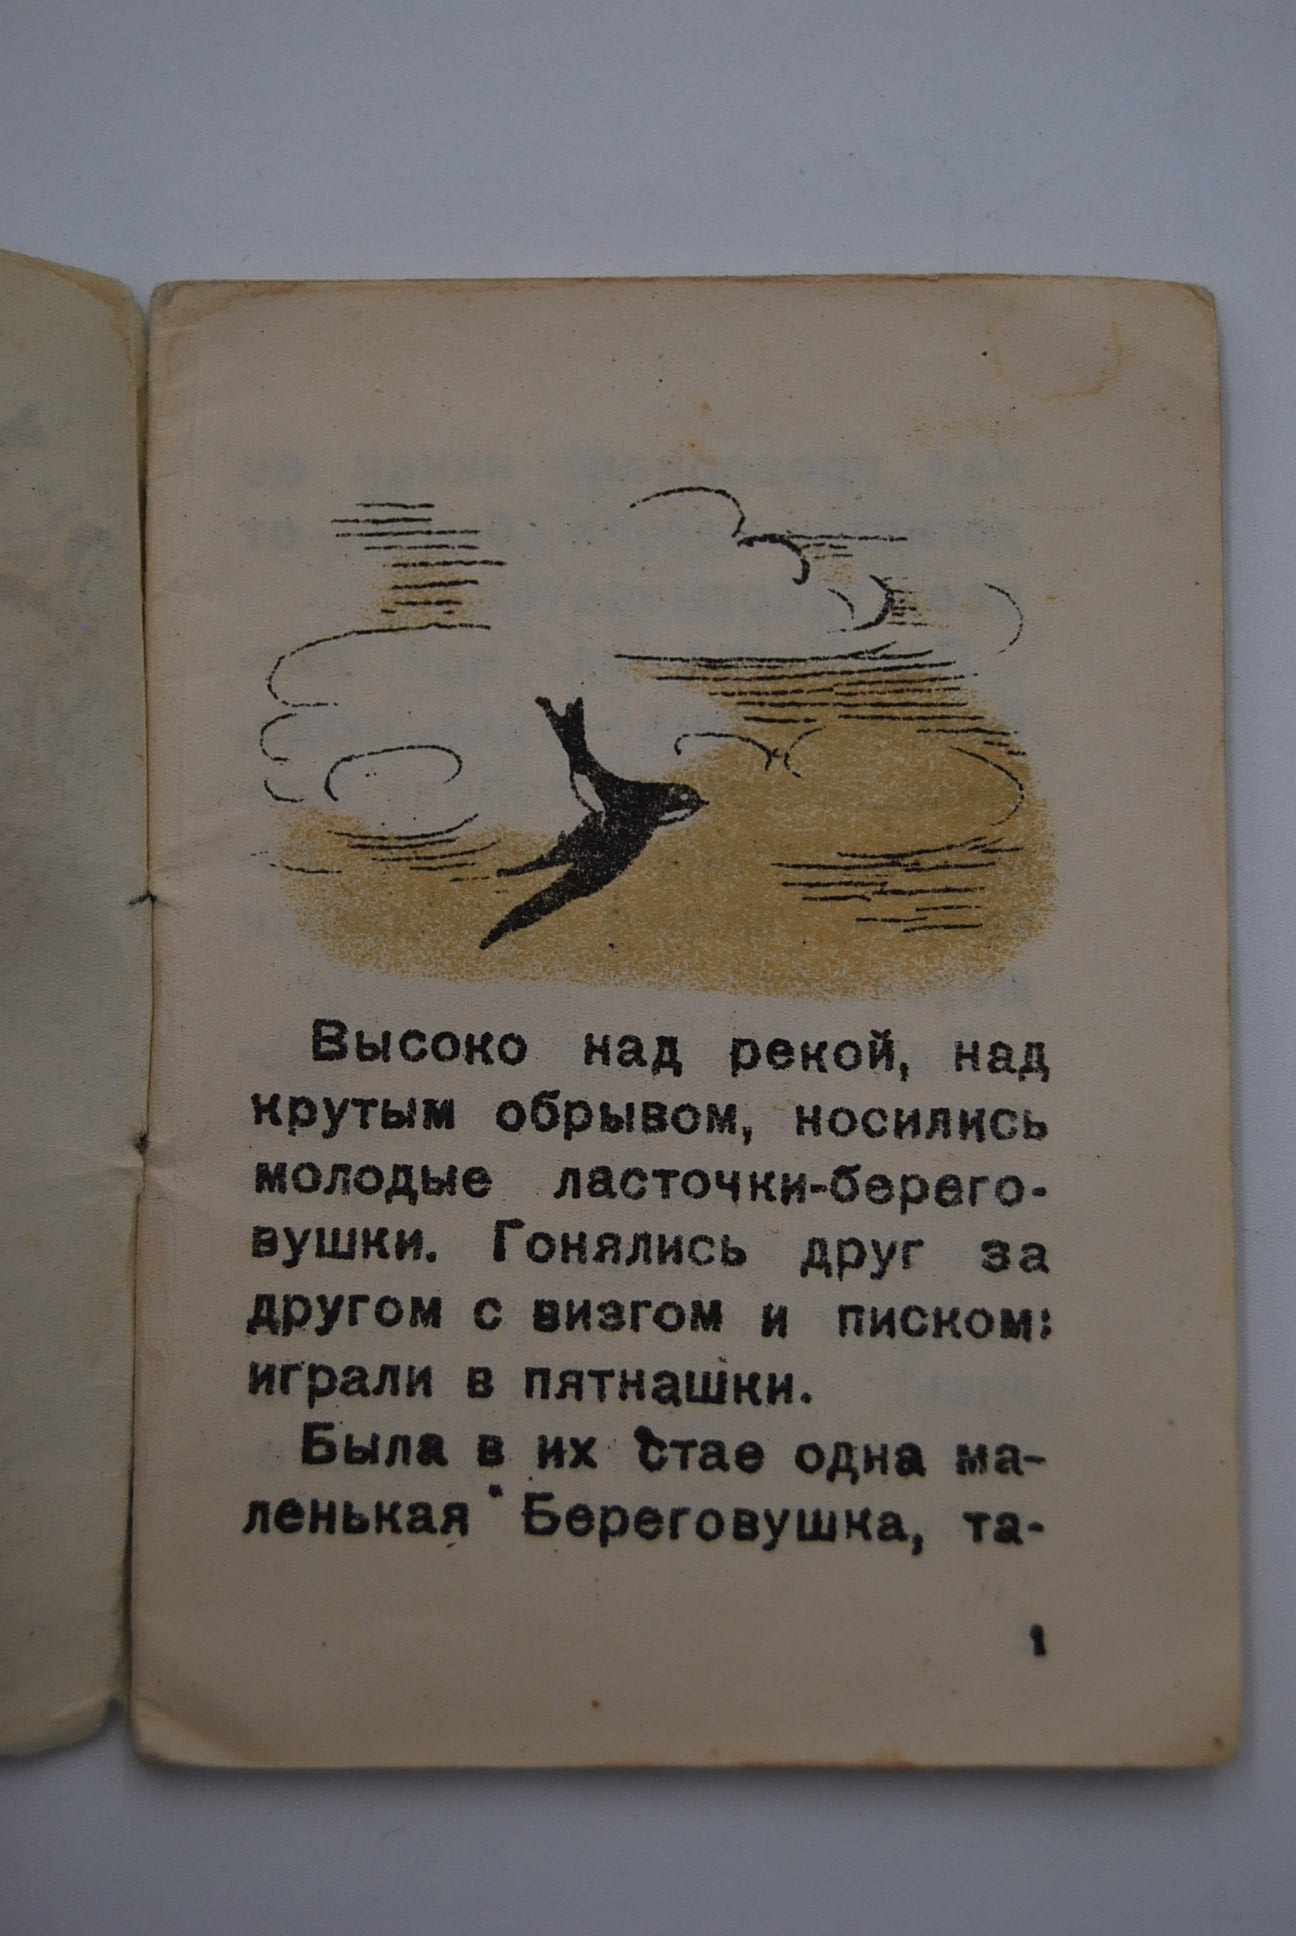 Высоко над рекой, над
крутым обрывом, носились
молодые ласточки-берего-
вушки. Гонялись друг за
другом с визгом и писком:
играли в пятнашки.
Была в их стае одна ма-
ленькая Береговушка, та-
1